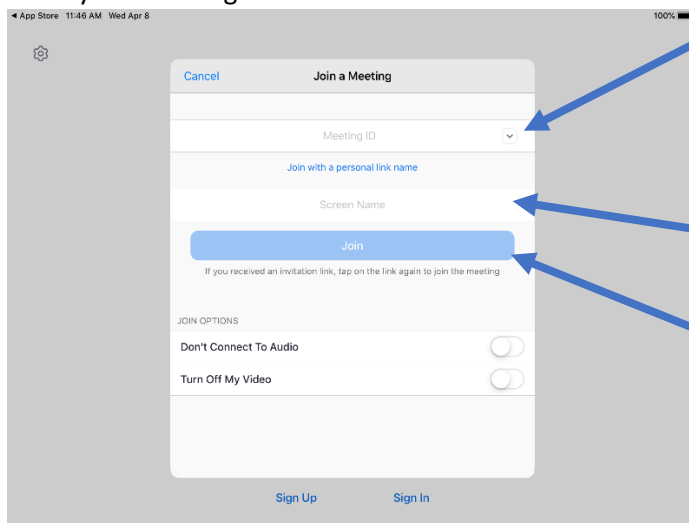 ◄ App Store 11:46 AM Wed Apr 8 100%
Cancel Join a Meeting
Meeting ID
Join with a personal link name
Screen Name
Join
If you received an invitation link, tap on the link again to join the meeting
JOIN OPTIONS
Don't Connect To Audio
Turn Off My Video
Sign Up Sign In